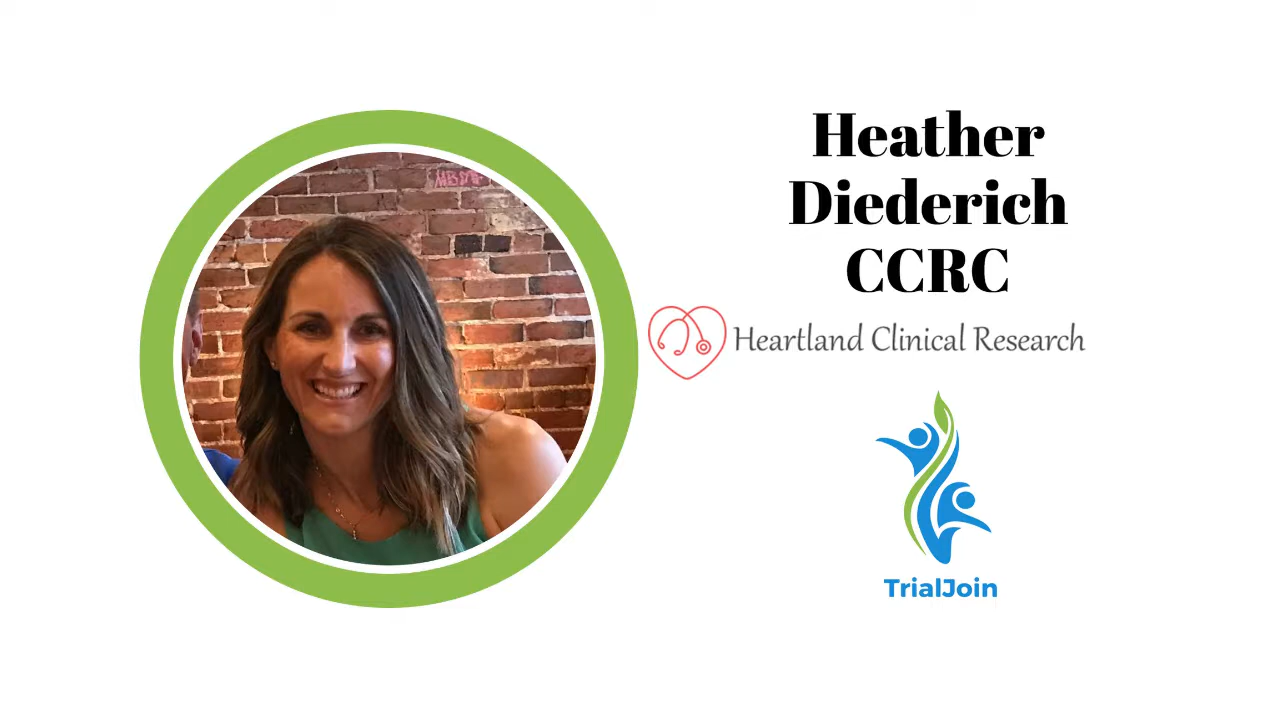 Heather
Diederich
CCRC
Heartland Clinical Research
TrialJoin